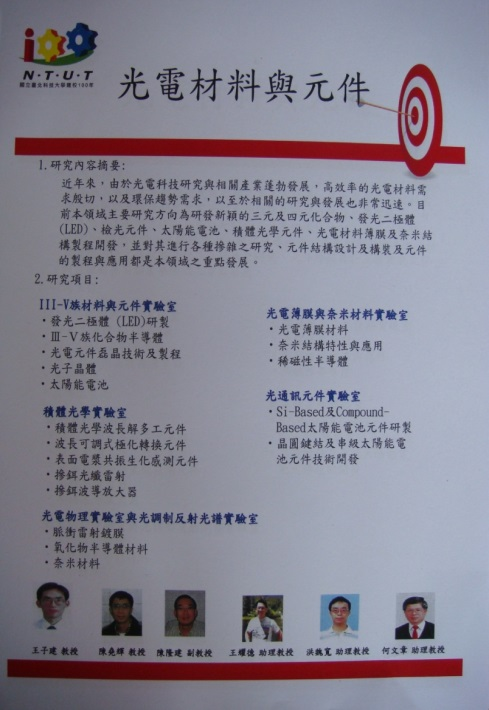 N·T·U·T
國立臺北科技大學慶祝100年
光電材料與元件
1.研究內容摘要:
近年來，由於光電科技研究與相關產業蓬勃發展，高效率的光電材料需
求殷切，以及環保趨勢需求，以至於相關的研究與發展也非常迅速。目
前本領域主要研究方向為研發新穎的三元及四元化合物、發光二極體
(LED)、檢光元件、太陽能電池、積體光學元件、光電材料薄膜及奈米結
構製程開發，並對其進行各種摻雜之研究、元件結構設計及構裝及元件
的製程與應用都是本領域之重點發展。
2.研究項目:
III-V族材料與元件實驗室
·發光二極體 (LED)研製
·Ⅲ-Ⅴ族化合物半導體
·光電元件磊晶技術及製程
·光子晶體
·太陽能電池
積體光學實驗室
·積體光學波長解多工元件
·波長可調式極化轉換元件
·表面電漿共振生化感測元件
·摻鉺光纖雷射
·摻鉺波導放大器
光電物理實驗室與光調制反射光譜實驗室
·脈衝雷射鍍膜
·氧化物半導體材料
·奈米材料
光電薄膜與奈米材料實驗室
·光電薄膜材料
·奈米結構特性與應用
·稀磁性半導體
光通訊元件實驗室
·Si-Based及Compound-
Based太陽能電池元件研製
·晶圓鍵結及串級太陽能電
池元件技術開發
王子建 教授
陳堯輝 教授
陳隆建 副教授
王耀德 助理教授
洪魏寬 助理教授
何文章 助理教授